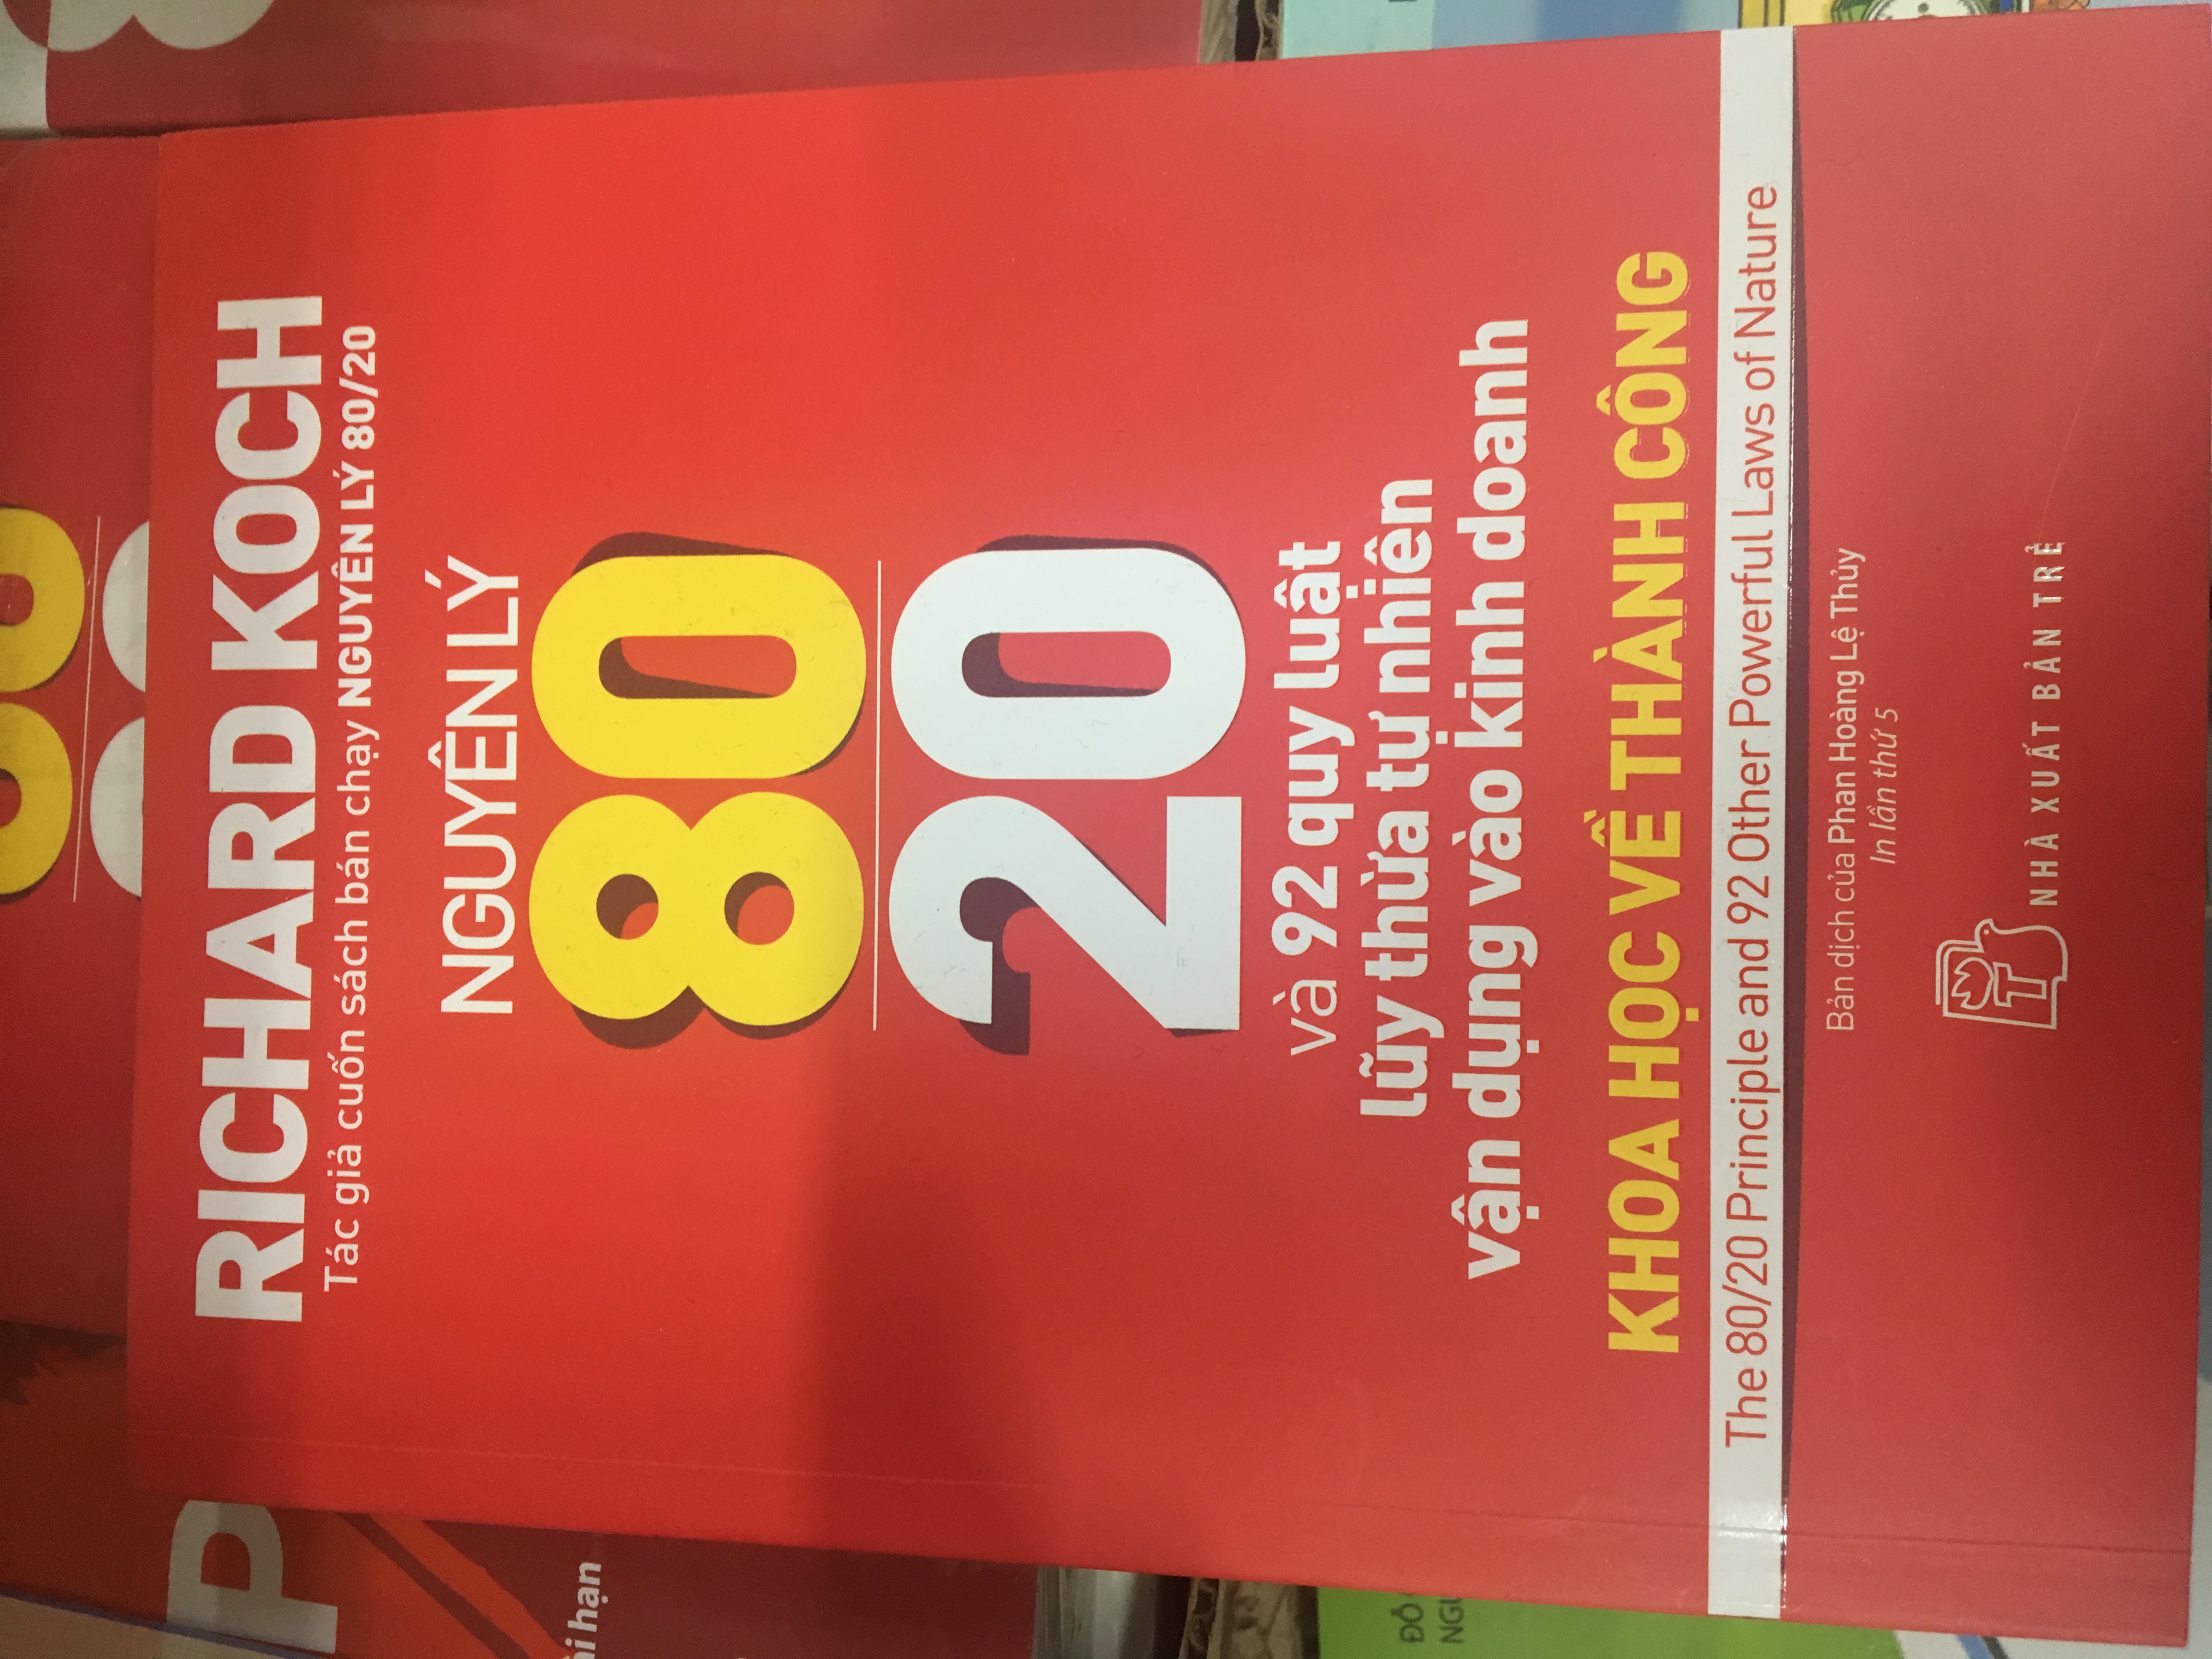 RICHARD KOCH
Tác giả cuốn sách bán chạy NGUYÊN LÝ 80/20
NGUYÊN LÝ
80
20
và 92 quy luật
lũy thừa tự nhiên
vận dụng vào kinh doanh
KHOA HỌC VỀ THÀNH CÔNG
The 80/20 Principle and 92 Other Powerful Laws of Nature
Bản dịch của Phan Hoàng Lệ Thủy
In lần thứ 5
NHÀ XUẤT BẢN TRẺ
80
P
hạn
ĐỖ